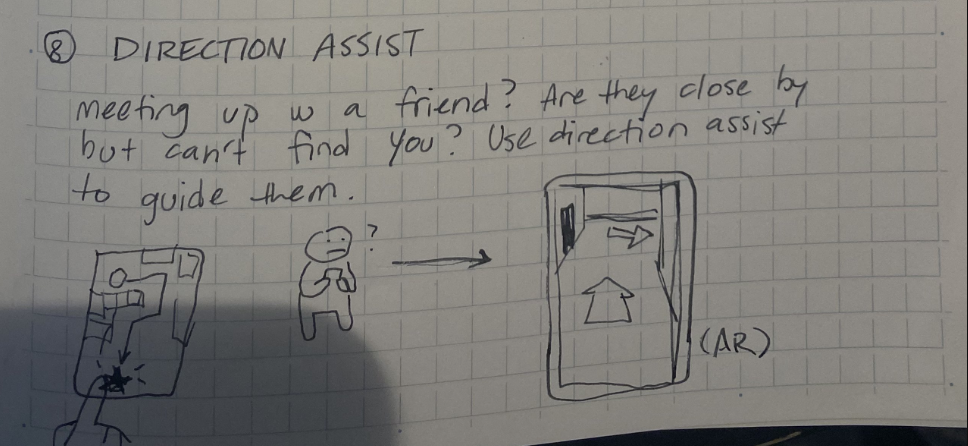 ⑧ DIRECTION ASSIST
meeting up w a friend? Are they close by
but can't find you? Use direction assist
to guide them.
?
(AR)